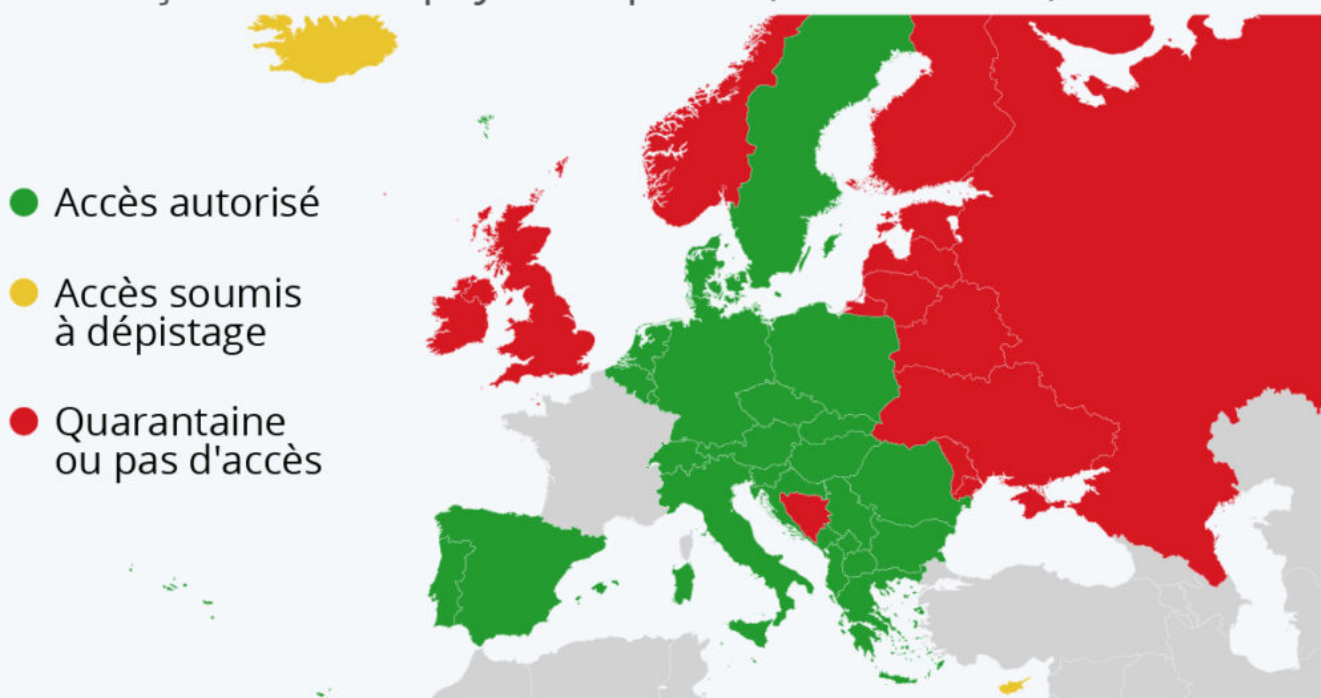 Accès autorisé
Accès soumis
à dépistage
Quarantaine
ou pas d'accès